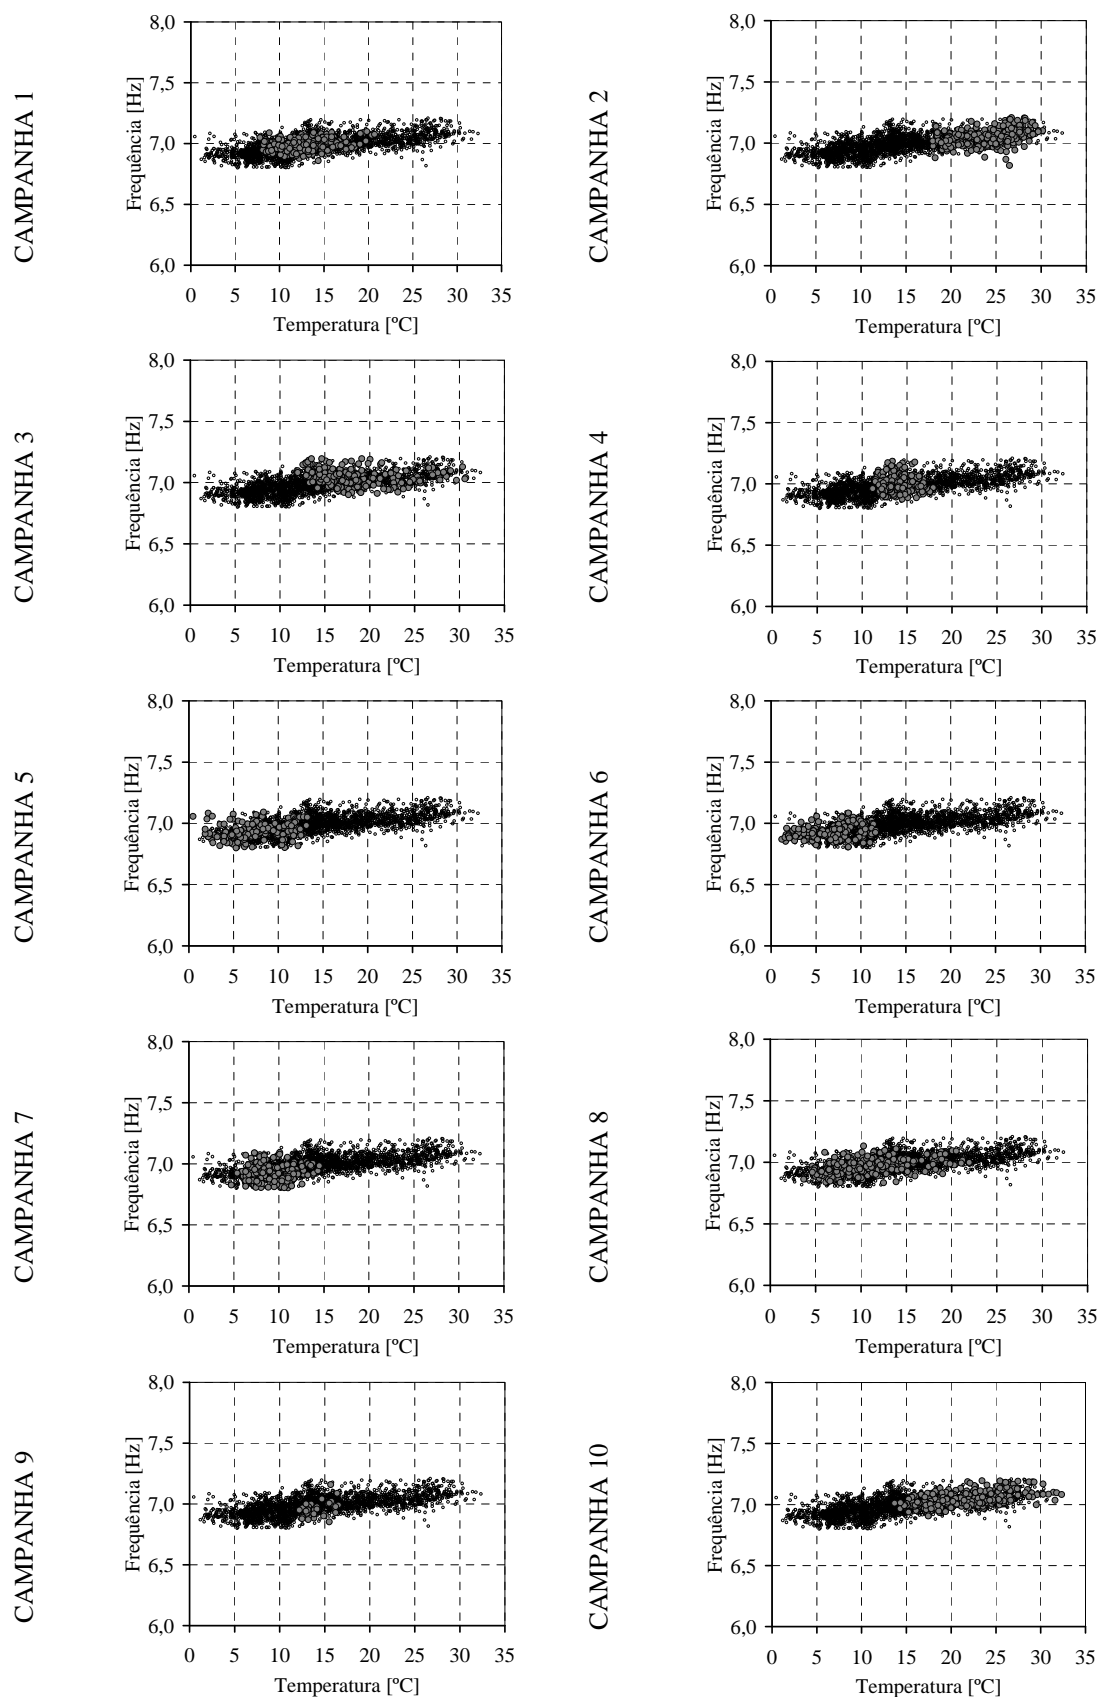 CAMPANHA 1
Frequência [Hz]
8,0
7,5
7,0
6,5
6,0
0 5 10 15 20 25 30 35
Temperatura [ºC]
CAMPANHA 2
Frequência [Hz]
8,0
7,5
7,0
6,5
6,0
0 5 10 15 20 25 30 35
Temperatura [ºC]
CAMPANHA 3
Frequência [Hz]
8,0
7,5
7,0
6,5
6,0
0 5 10 15 20 25 30 35
Temperatura [ºC]
CAMPANHA 4
Frequência [Hz]
8,0
7,5
7,0
6,5
6,0
0 5 10 15 20 25 30 35
Temperatura [ºC]
CAMPANHA 5
Frequência [Hz]
8,0
7,5
7,0
6,5
6,0
0 5 10 15 20 25 30 35
Temperatura [ºC]
CAMPANHA 6
Frequência [Hz]
8,0
7,5
7,0
6,5
6,0
0 5 10 15 20 25 30 35
Temperatura [ºC]
CAMPANHA 7
Frequência [Hz]
8,0
7,5
7,0
6,5
6,0
0 5 10 15 20 25 30 35
Temperatura [ºC]
CAMPANHA 8
Frequência [Hz]
8,0
7,5
7,0
6,5
6,0
0 5 10 15 20 25 30 35
Temperatura [ºC]
CAMPANHA 9
Frequência [Hz]
8,0
7,5
7,0
6,5
6,0
0 5 10 15 20 25 30 35
Temperatura [ºC]
CAMPANHA 10
Frequência [Hz]
8,0
7,5
7,0
6,5
6,0
0 5 10 15 20 25 30 35
Temperatura [ºC]